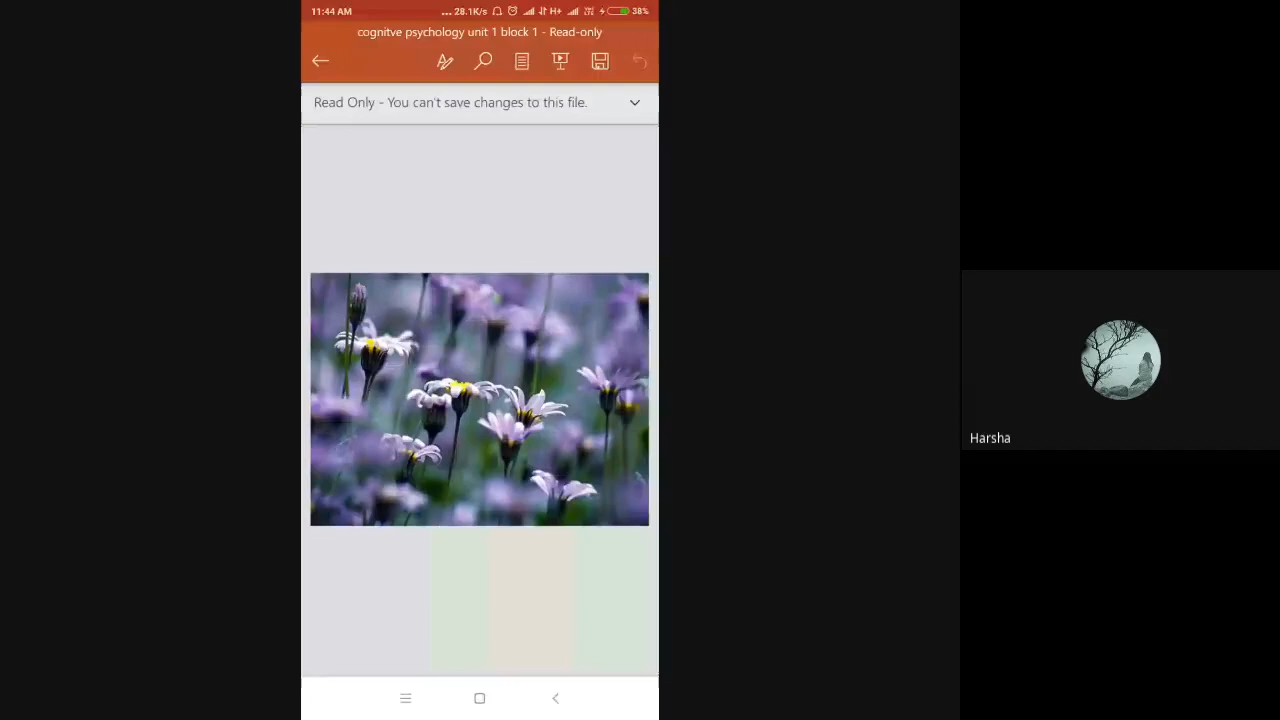 11:44 AM
... 28.1K/s H+ 38%
cognitve psychology unit 1 block 1 - Read-only
Read Only - You can't save changes to this file.
Harsha